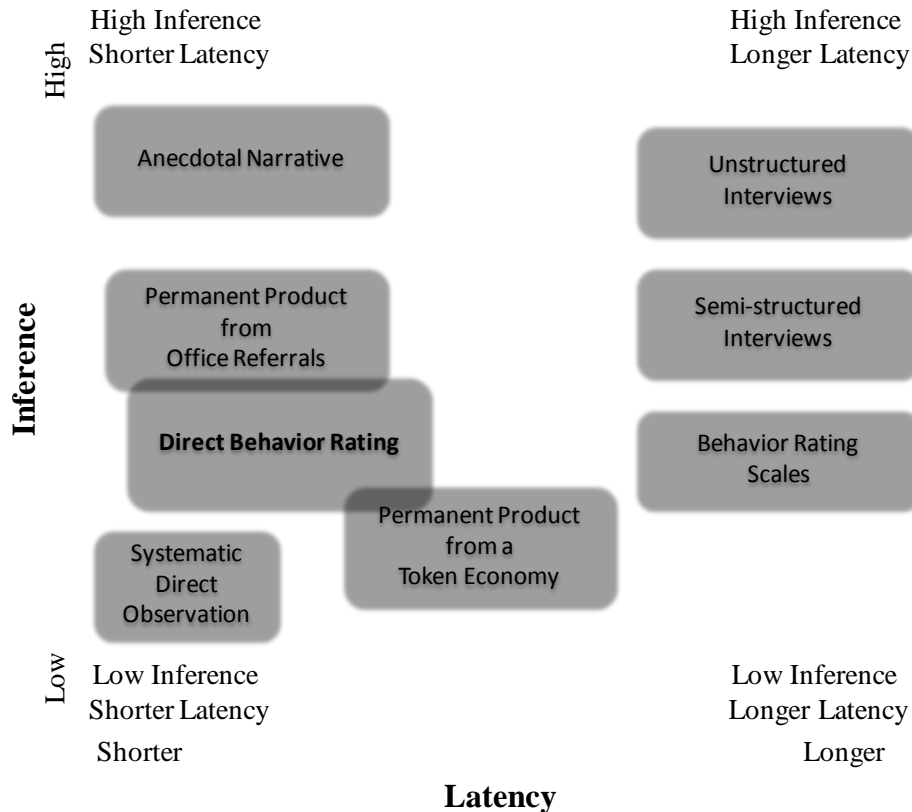 High Inference
Shorter Latency
High Inference
Longer Latency
High
Anecdotal Narrative
Unstructured
Interviews
Permanent Product
from
Office Referrals
Semi-structured
Interviews
Inference
Direct Behavior Rating
Behavior Rating
Scales
Permanent Product
from a
Token Economy
Systematic
Direct
Observation
Low
Low Inference
Shorter Latency
Low Inference
Longer Latency
Shorter
Longer
Latency